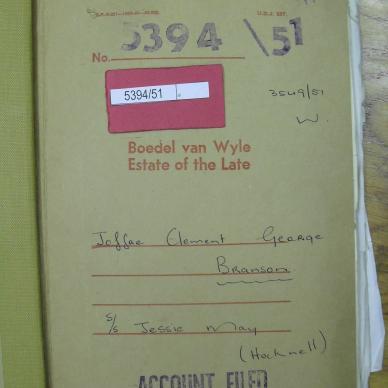 U.D.J. 257.
No. 5394 \51
5394/51
3549/51
W.
Boedel van Wyle
Estate of the Late
Clement George
Branson
s/s Jessie May
(Hocknell)
ACCOUNT FILED